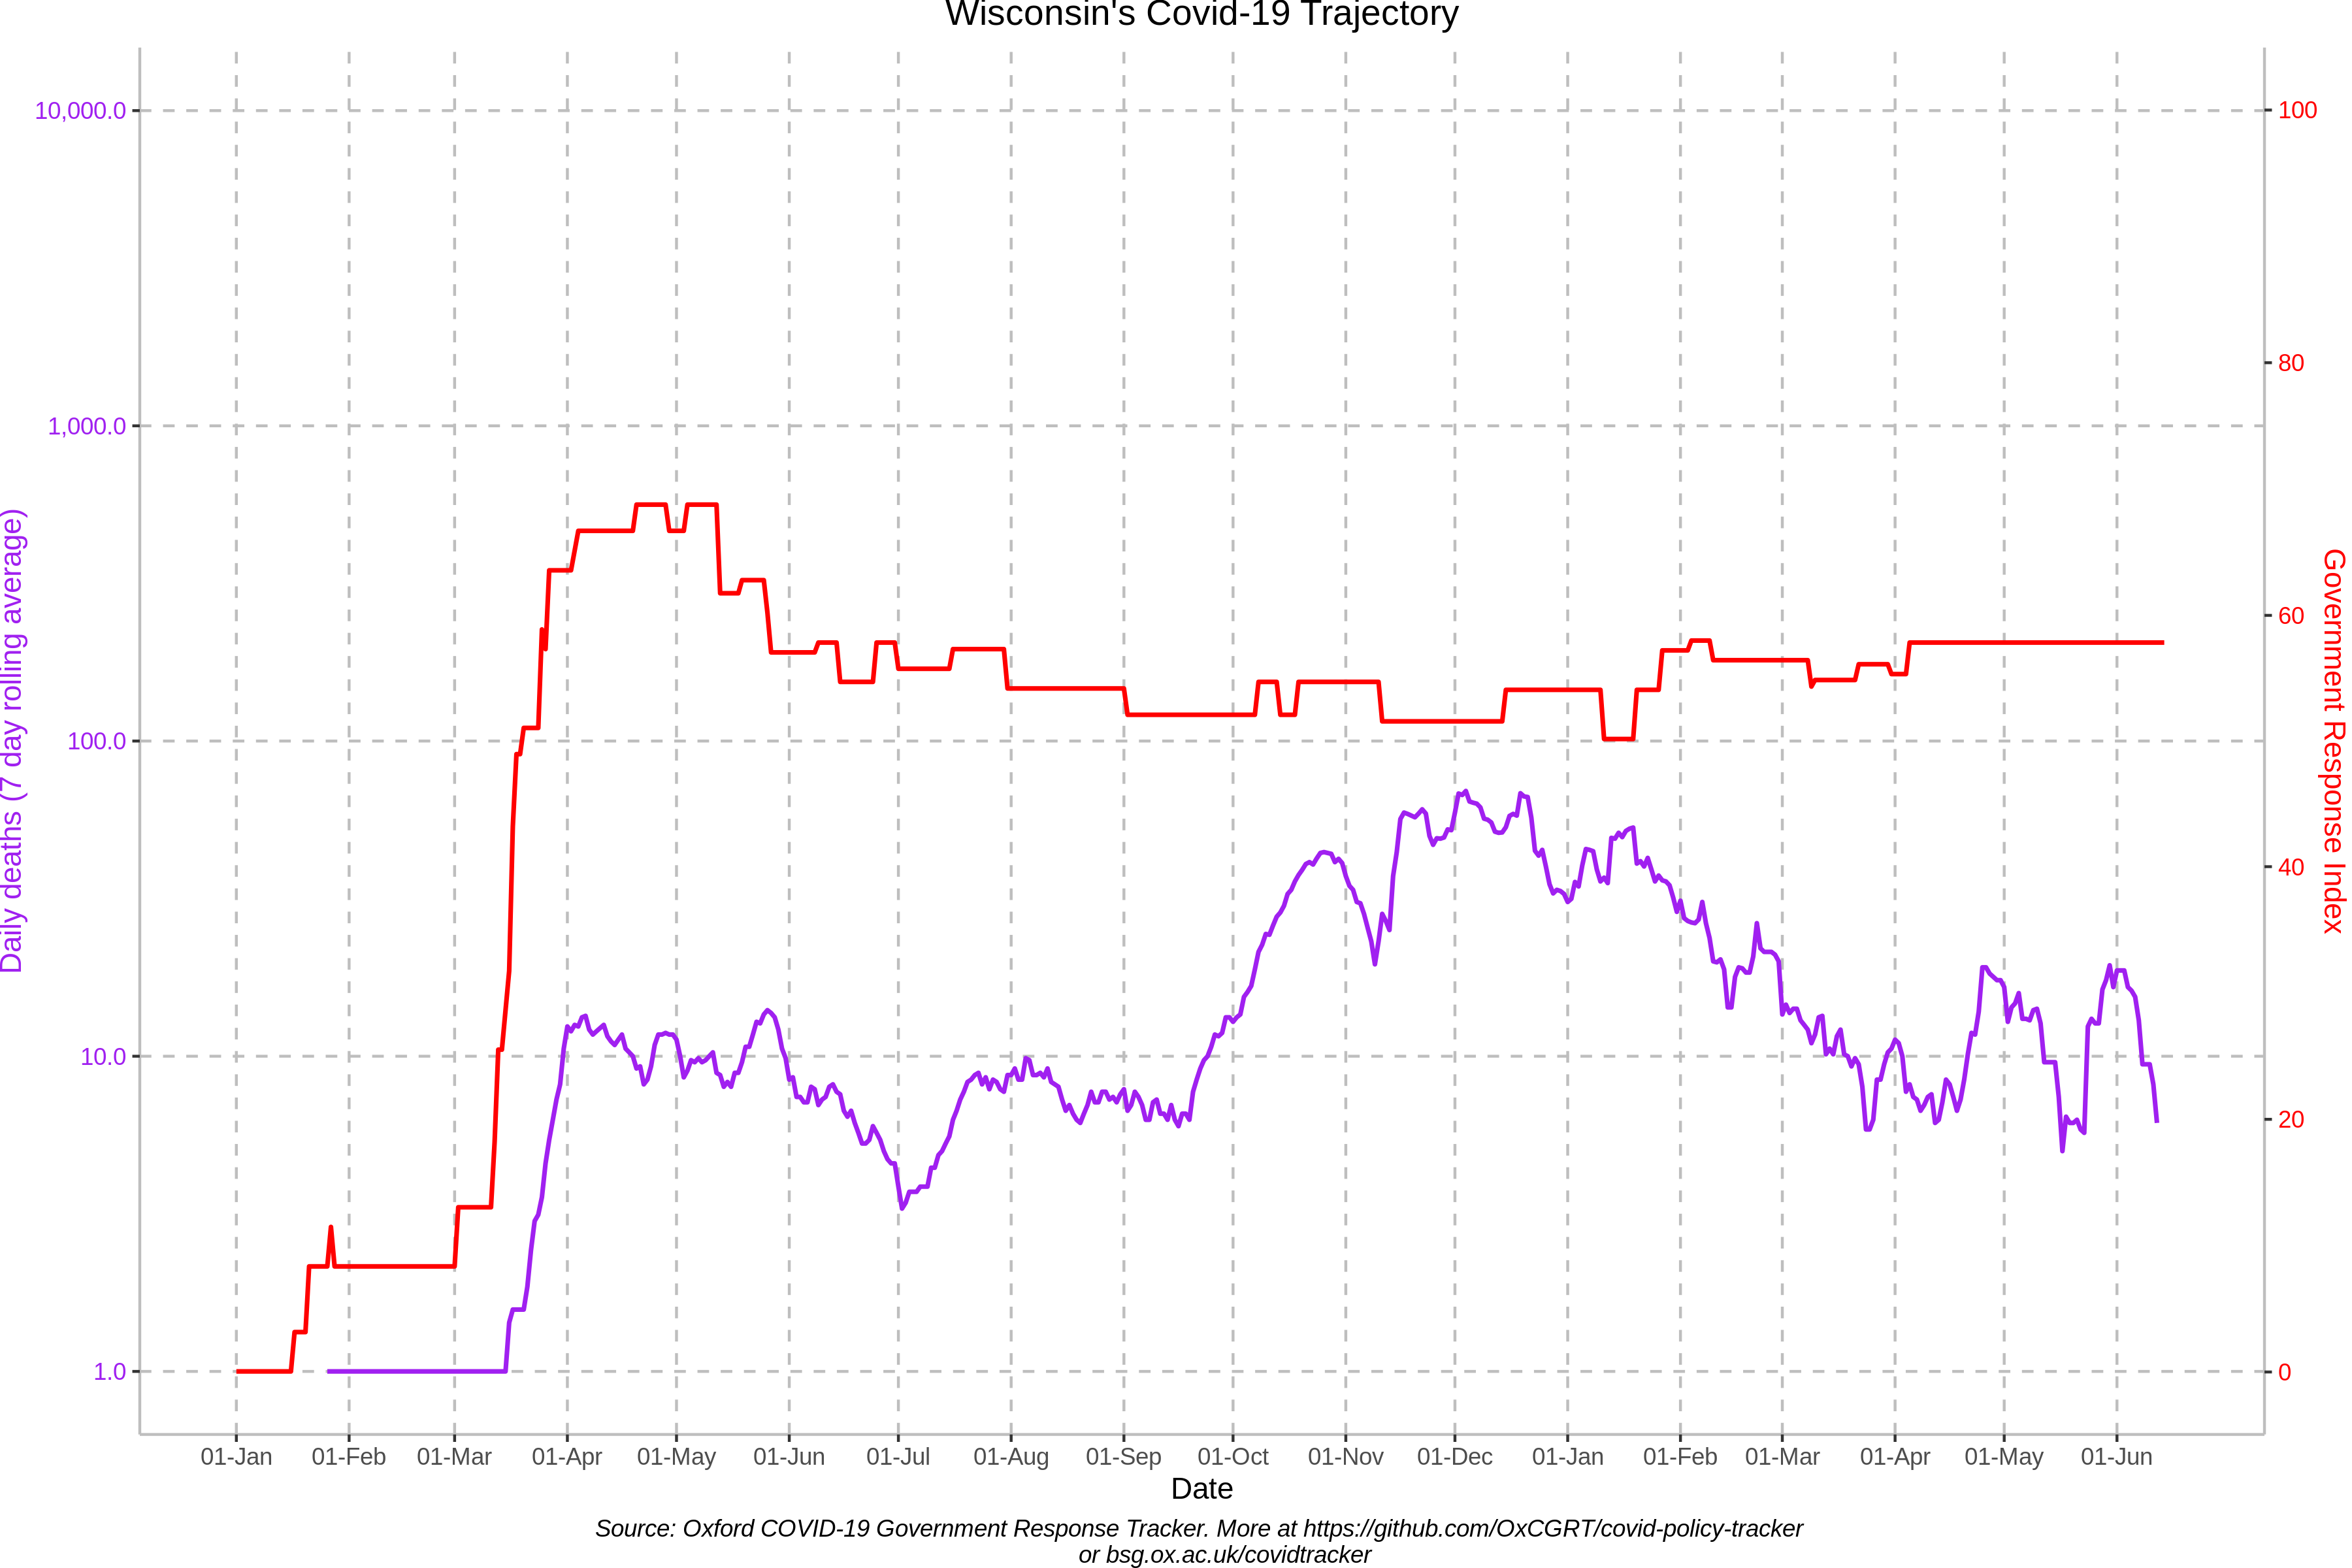 Wisconsin's Covid-19 Trajectory
10,000.0
1,000.0
100.0
10.0
1.0
Daily deaths (7 day rolling average)
100
80
60
40
20
0
Government Response Index
01-Jan 01-Feb 01-Mar 01-Apr 01-May 01-Jun 01-Jul 01-Aug 01-Sep 01-Oct 01-Nov 01-Dec 01-Jan 01-Feb 01-Mar 01-Apr 01-May 01-Jun
Date
Source: Oxford COVID-19 Government Response Tracker. More at https://github.com/OxCGRT/covid-policy-tracker
or bsg.ox.ac.uk/covidtracker